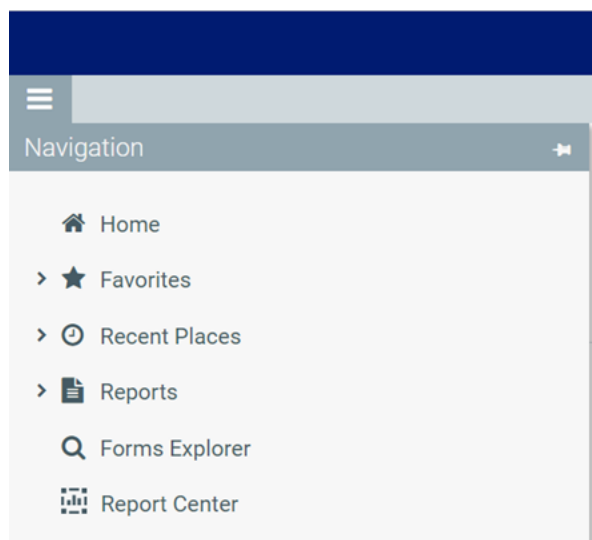 Navigation
Home
Favorites
Recent Places
Reports
Forms Explorer
Report Center